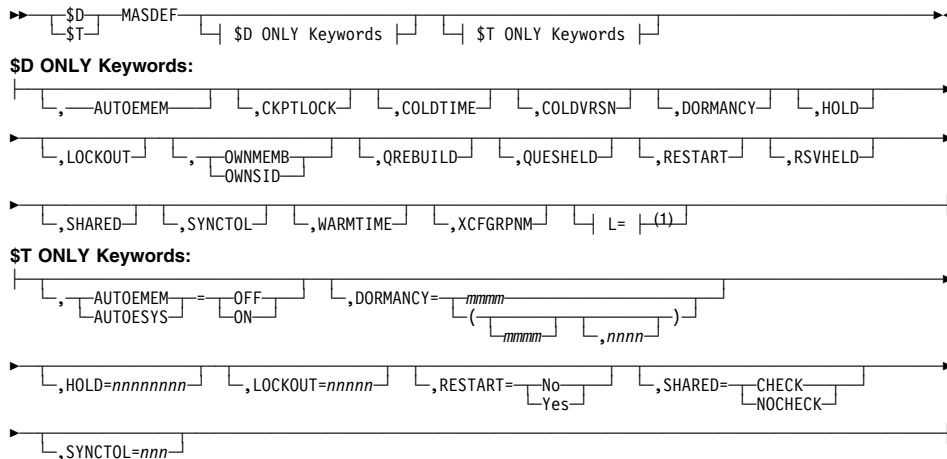 $D MASDEF
$T $D ONLY Keywords $T ONLY Keywords
$D ONLY Keywords:
, AUTOEMEM ,CKPTLOCK ,COLDTIME ,COLDVRSN ,DORMANCY ,HOLD
,LOCKOUT , OWNMEMB ,QREBUILD ,QUESHELD ,RESTART ,RSVHELD
OWNSID
,SHARED ,SYNCTOL ,WARMTIME ,XCFGRPNM L= (1)
$T ONLY Keywords:
, AUTOEMEM = OFF ,DORMANCY= mmmm
AUTOESYS ON ( mmmm ,nnnn )
,HOLD=nnnnnnnn ,LOCKOUT=nnnnn ,RESTART= No ,SHARED= CHECK
Yes NOCHECK
,SYNCTOL=nnn